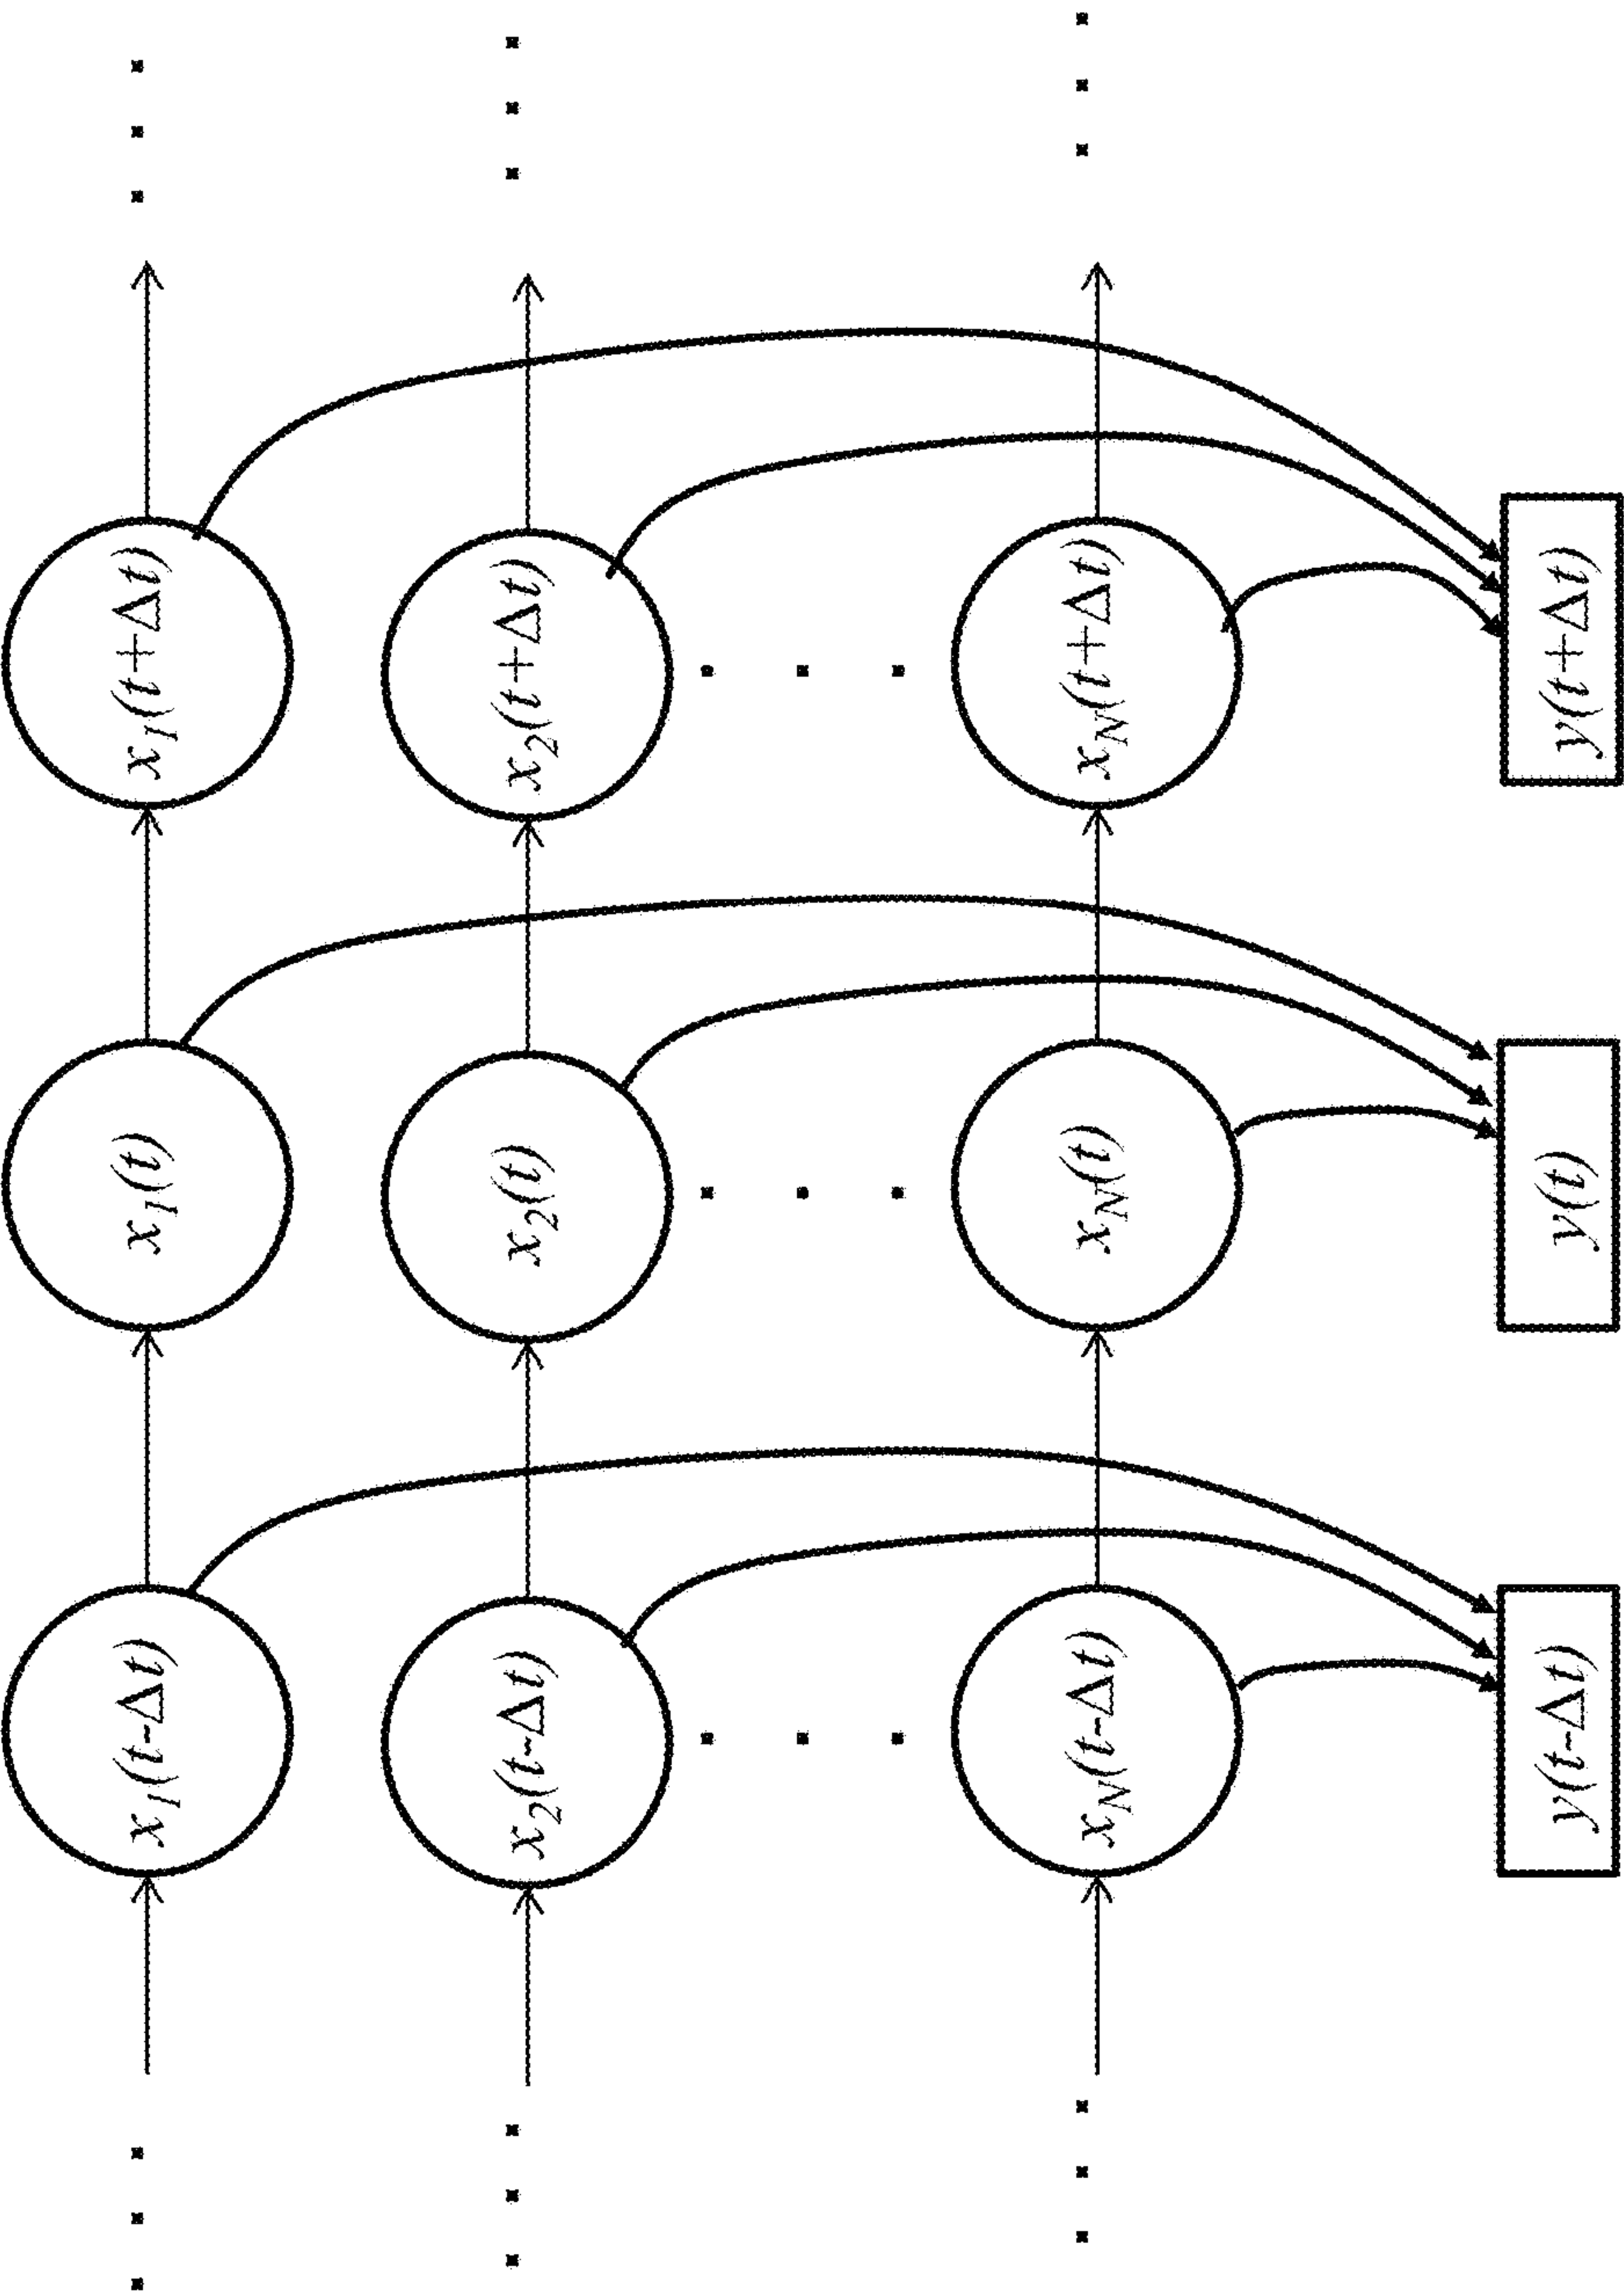 x1(t-Δt)
x1(t)
x1(t+Δt)
x2(t-Δt)
x2(t)
x2(t+Δt)
xN(t-Δt)
xN(t)
xN(t+Δt)
y(t-Δt)
y(t)
y(t+Δt)